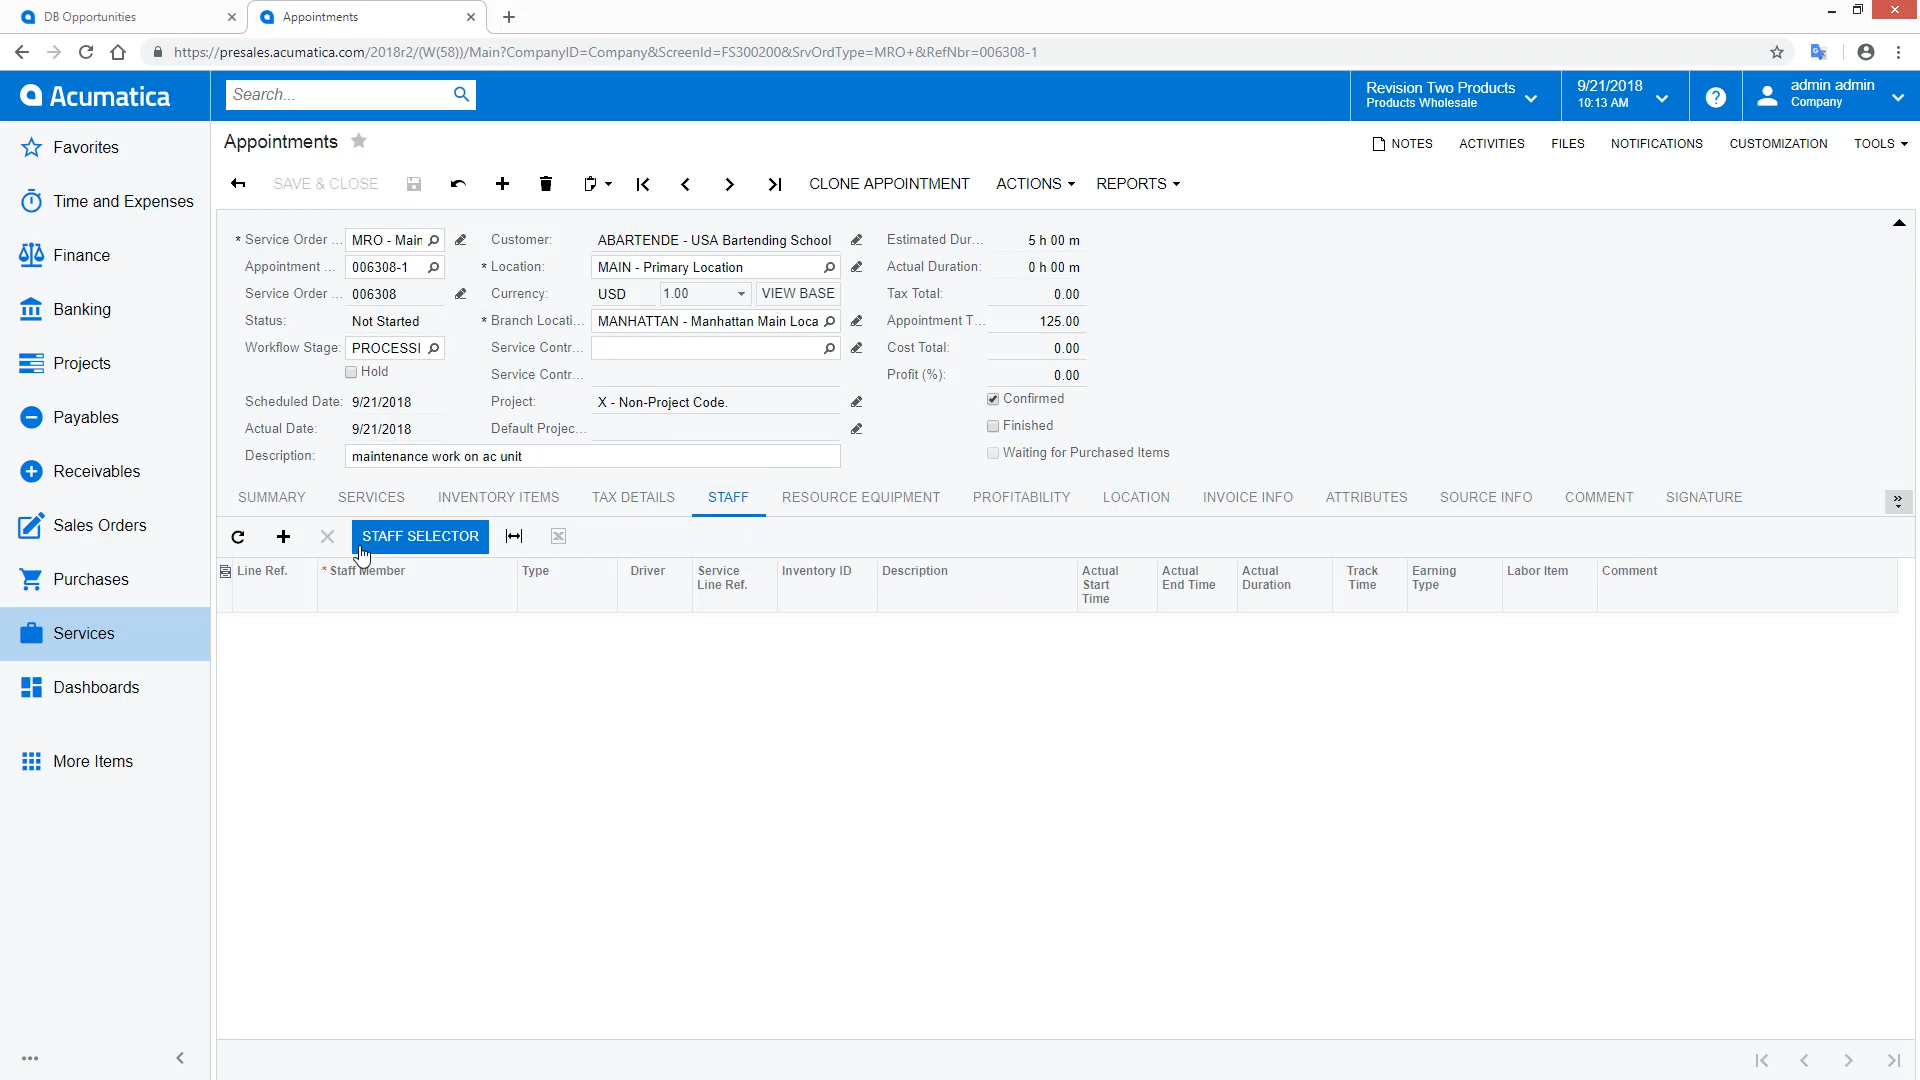 DB Opportunities
Appointments
https://presales.acumatica.com/2018r2/(W(58))/Main?CompanyID=Company&ScreenId=FS300200&SrvOrdType=MRO+&RefNbr=006308-1
Acumatica
Search...
Revision Two Products
Products Wholesale
9/21/2018
10:13 AM
admin admin
Company
Favorites
Time and Expenses
Finance
Banking
Projects
Payables
Receivables
Sales Orders
Purchases
Services
Dashboards
More Items
Appointments
NOTES ACTIVITIES FILES NOTIFICATIONS CUSTOMIZATION TOOLS
SAVE & CLOSE CLONE APPOINTMENT ACTIONS REPORTS
* Service Order ... MRO - Main
Appointment ... 006308-1
Service Order ... 006308
Status: Not Started
Workflow Stage: PROCESSI
Hold
Scheduled Date: 9/21/2018
Actual Date: 9/21/2018
Description: maintenance work on ac unit
Customer: ABARTENDE - USA Bartending School
* Location: MAIN - Primary Location
Currency: USD 1.00 VIEW BASE
* Branch Locati... MANHATTAN - Manhattan Main Loca
Service Contr...
Service Contr...
Project: X - Non-Project Code.
Default Projec...
Estimated Dur... 5 h 00 m
Actual Duration: 0 h 00 m
Tax Total: 0.00
Appointment T... 125.00
Cost Total: 0.00
Profit (%): 0.00
Confirmed
Finished
Waiting for Purchased Items
SUMMARY SERVICES INVENTORY ITEMS TAX DETAILS STAFF RESOURCE EQUIPMENT PROFITABILITY LOCATION INVOICE INFO ATTRIBUTES SOURCE INFO COMMENT SIGNATURE
STAFF SELECTOR
Line Ref.
* Staff Member
Type
Driver
Service
Line Ref.
Inventory ID
Description
Actual
Start
Time
Actual
End Time
Actual
Duration
Track
Time
Earning
Type
Labor Item
Comment